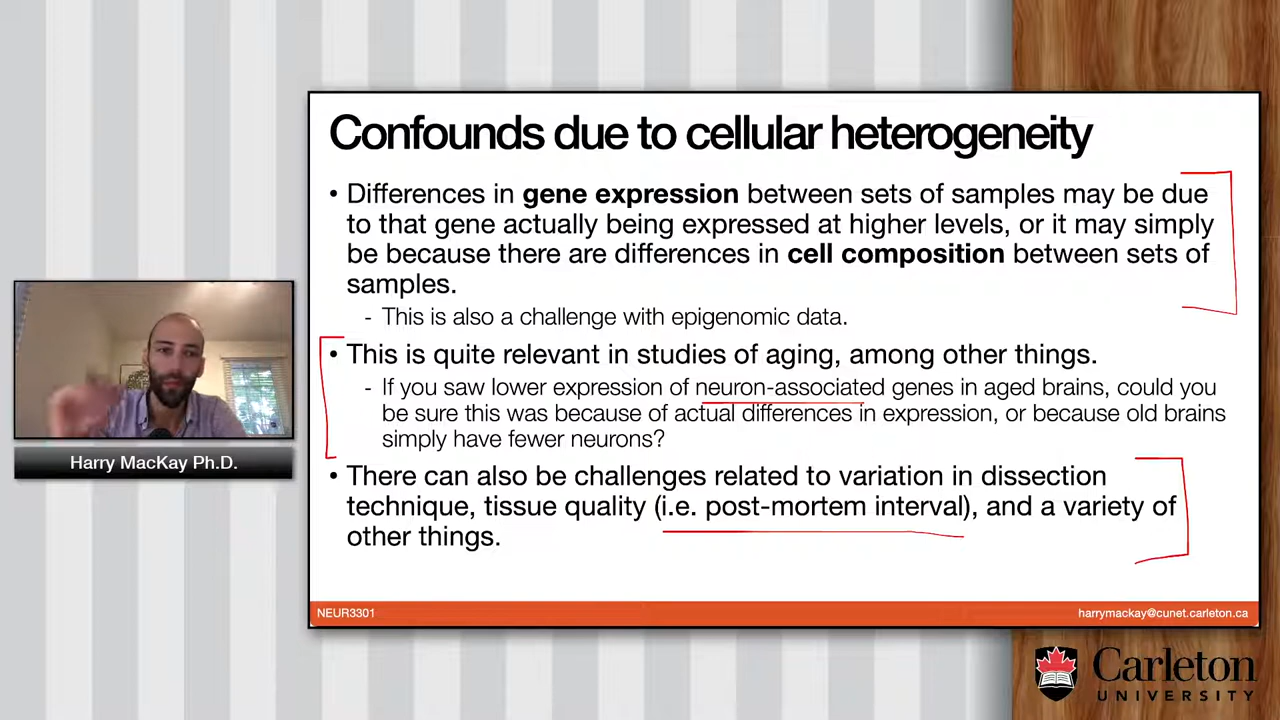 Confounds due to cellular heterogeneity
• Differences in gene expression between sets of samples may be due
to that gene actually being expressed at higher levels, or it may simply
be because there are differences in cell composition between sets of
samples.
- This is also a challenge with epigenomic data.
• This is quite relevant in studies of aging, among other things.
- If you saw lower expression of neuron-associated genes in aged brains, could you
be sure this was because of actual differences in expression, or because old brains
simply have fewer neurons?
• There can also be challenges related to variation in dissection
technique, tissue quality (i.e. post-mortem interval), and a variety of
other things.
Harry MacKay Ph.D.
NEUR3301
harrymackay@cunet.carleton.ca
Carleton
UNIVERSITY